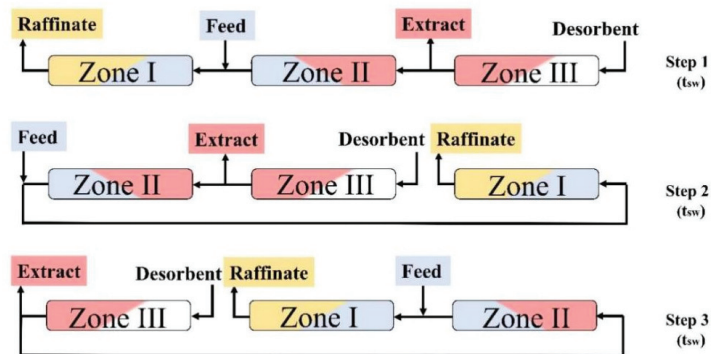 Raffinate Feed Extract Desorbent
Zone I Zone II Zone III Step 1
(tsw)
Feed Extract Desorbent Raffinate
Zone II Zone III Zone I Step 2
(tsw)
Extract Desorbent Raffinate Feed
Zone III Zone I Zone II Step 3
(tsw)